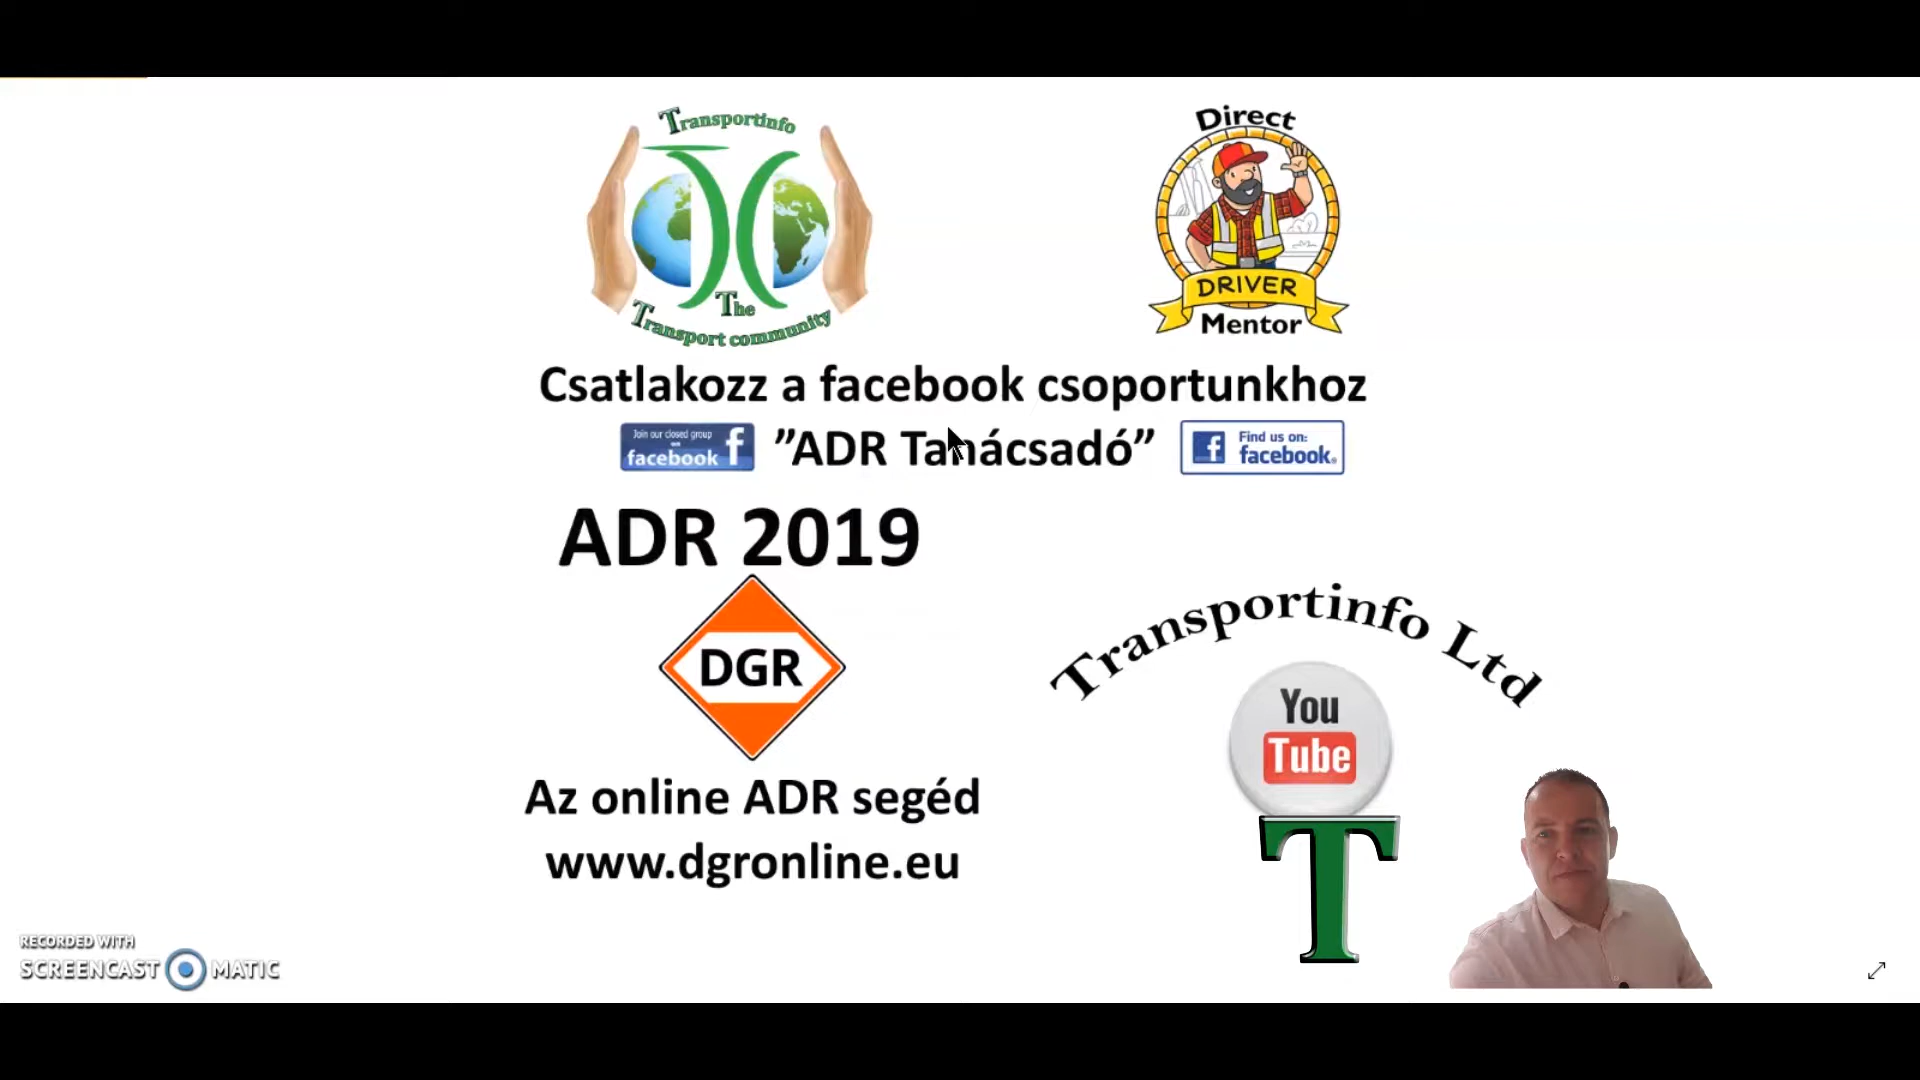 Transportinfo
The
Transport community
Direct
DRIVER
Mentor
Csatlakozz a facebook csoportunkhoz
Join our closed group
on
facebook
f
"ADR Tanácsadó"
f
Find us on:
facebook®
ADR 2019
DGR
Az online ADR segéd
www.dgronline.eu
Transportinfo Ltd
You
Tube
T
RECORDED WITH
SCREENCAST MATIC